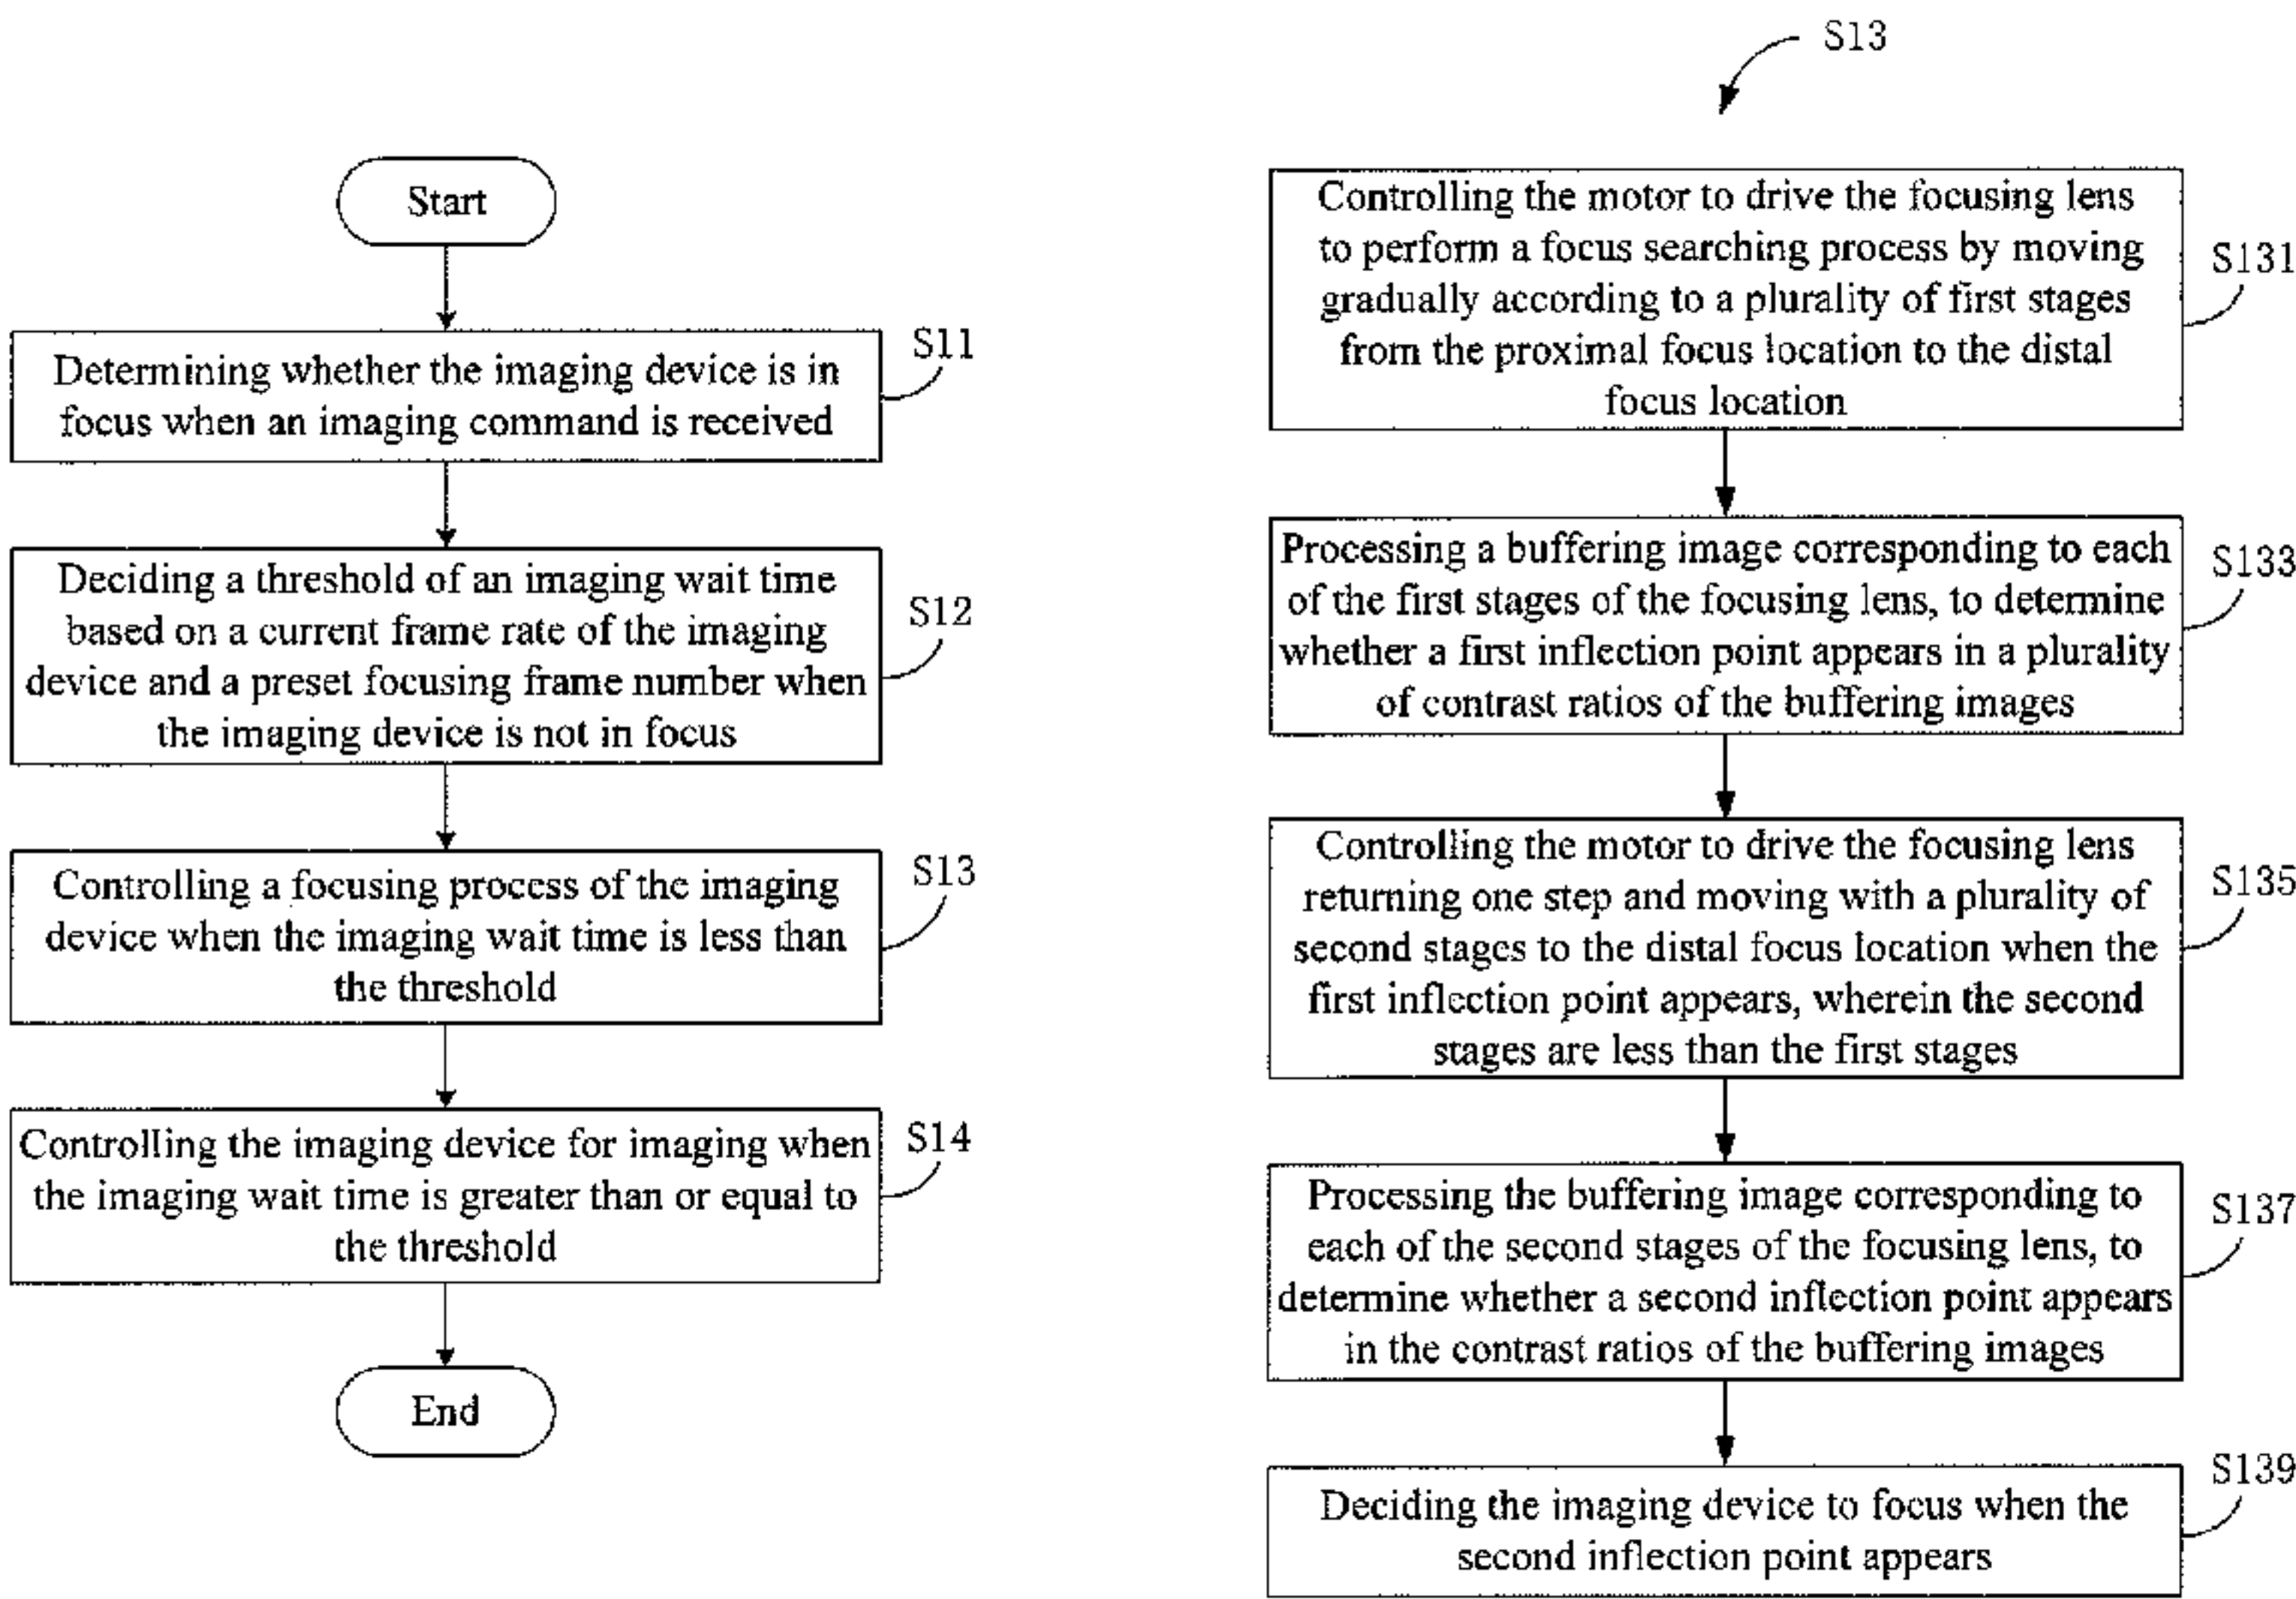 Start
Determining whether the imaging device is in
focus when an imaging command is received
S11
Deciding a threshold of an imaging wait time
based on a current frame rate of the imaging
device and a preset focusing frame number when
the imaging device is not in focus
S12
Controlling a focusing process of the imaging
device when the imaging wait time is less than
the threshold
S13
Controlling the imaging device for imaging when
the imaging wait time is greater than or equal to
the threshold
S14
End
S13
Controlling the motor to drive the focusing lens
to perform a focus searching process by moving
gradually according to a plurality of first stages
from the proximal focus location to the distal
focus location
S131
Processing a buffering image corresponding to each
of the first stages of the focusing lens, to determine
whether a first inflection point appears in a plurality
of contrast ratios of the buffering images
S133
Controlling the motor to drive the focusing lens
returning one step and moving with a plurality of
second stages to the distal focus location when the
first inflection point appears, wherein the second
stages are less than the first stages
S135
Processing the buffering image corresponding to
each of the second stages of the focusing lens, to
determine whether a second inflection point appears
in the contrast ratios of the buffering images
S137
Deciding the imaging device to focus when the
second inflection point appears
S139